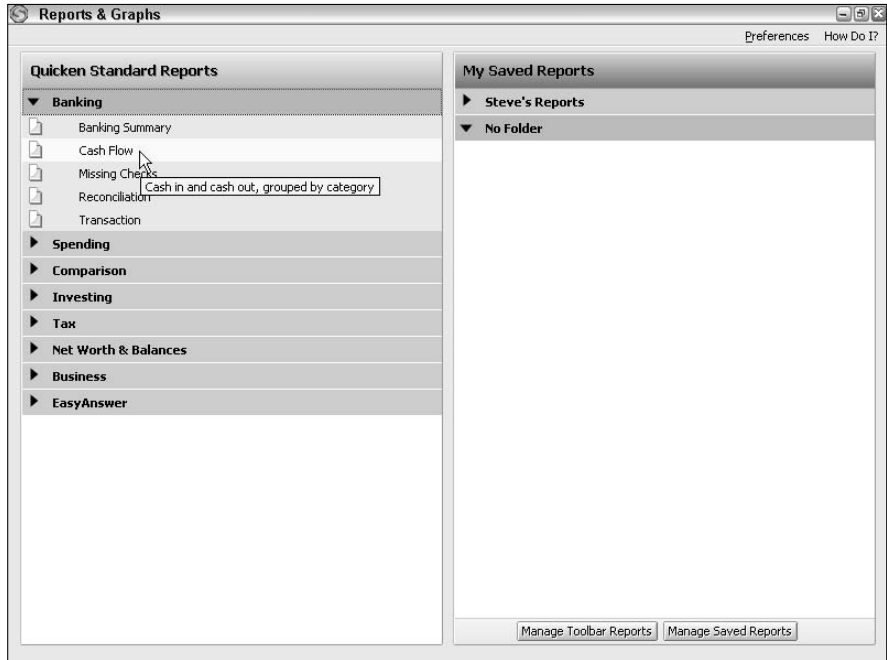 Reports & Graphs
Preferences How Do I?
Quicken Standard Reports
Banking
Banking Summary
Cash Flow
Missing Checks
Cash in and cash out, grouped by category
Reconciliation
Transaction
Spending
Comparison
Investing
Tax
Net Worth & Balances
Business
EasyAnswer
My Saved Reports
Steve's Reports
No Folder
Manage Toolbar Reports Manage Saved Reports